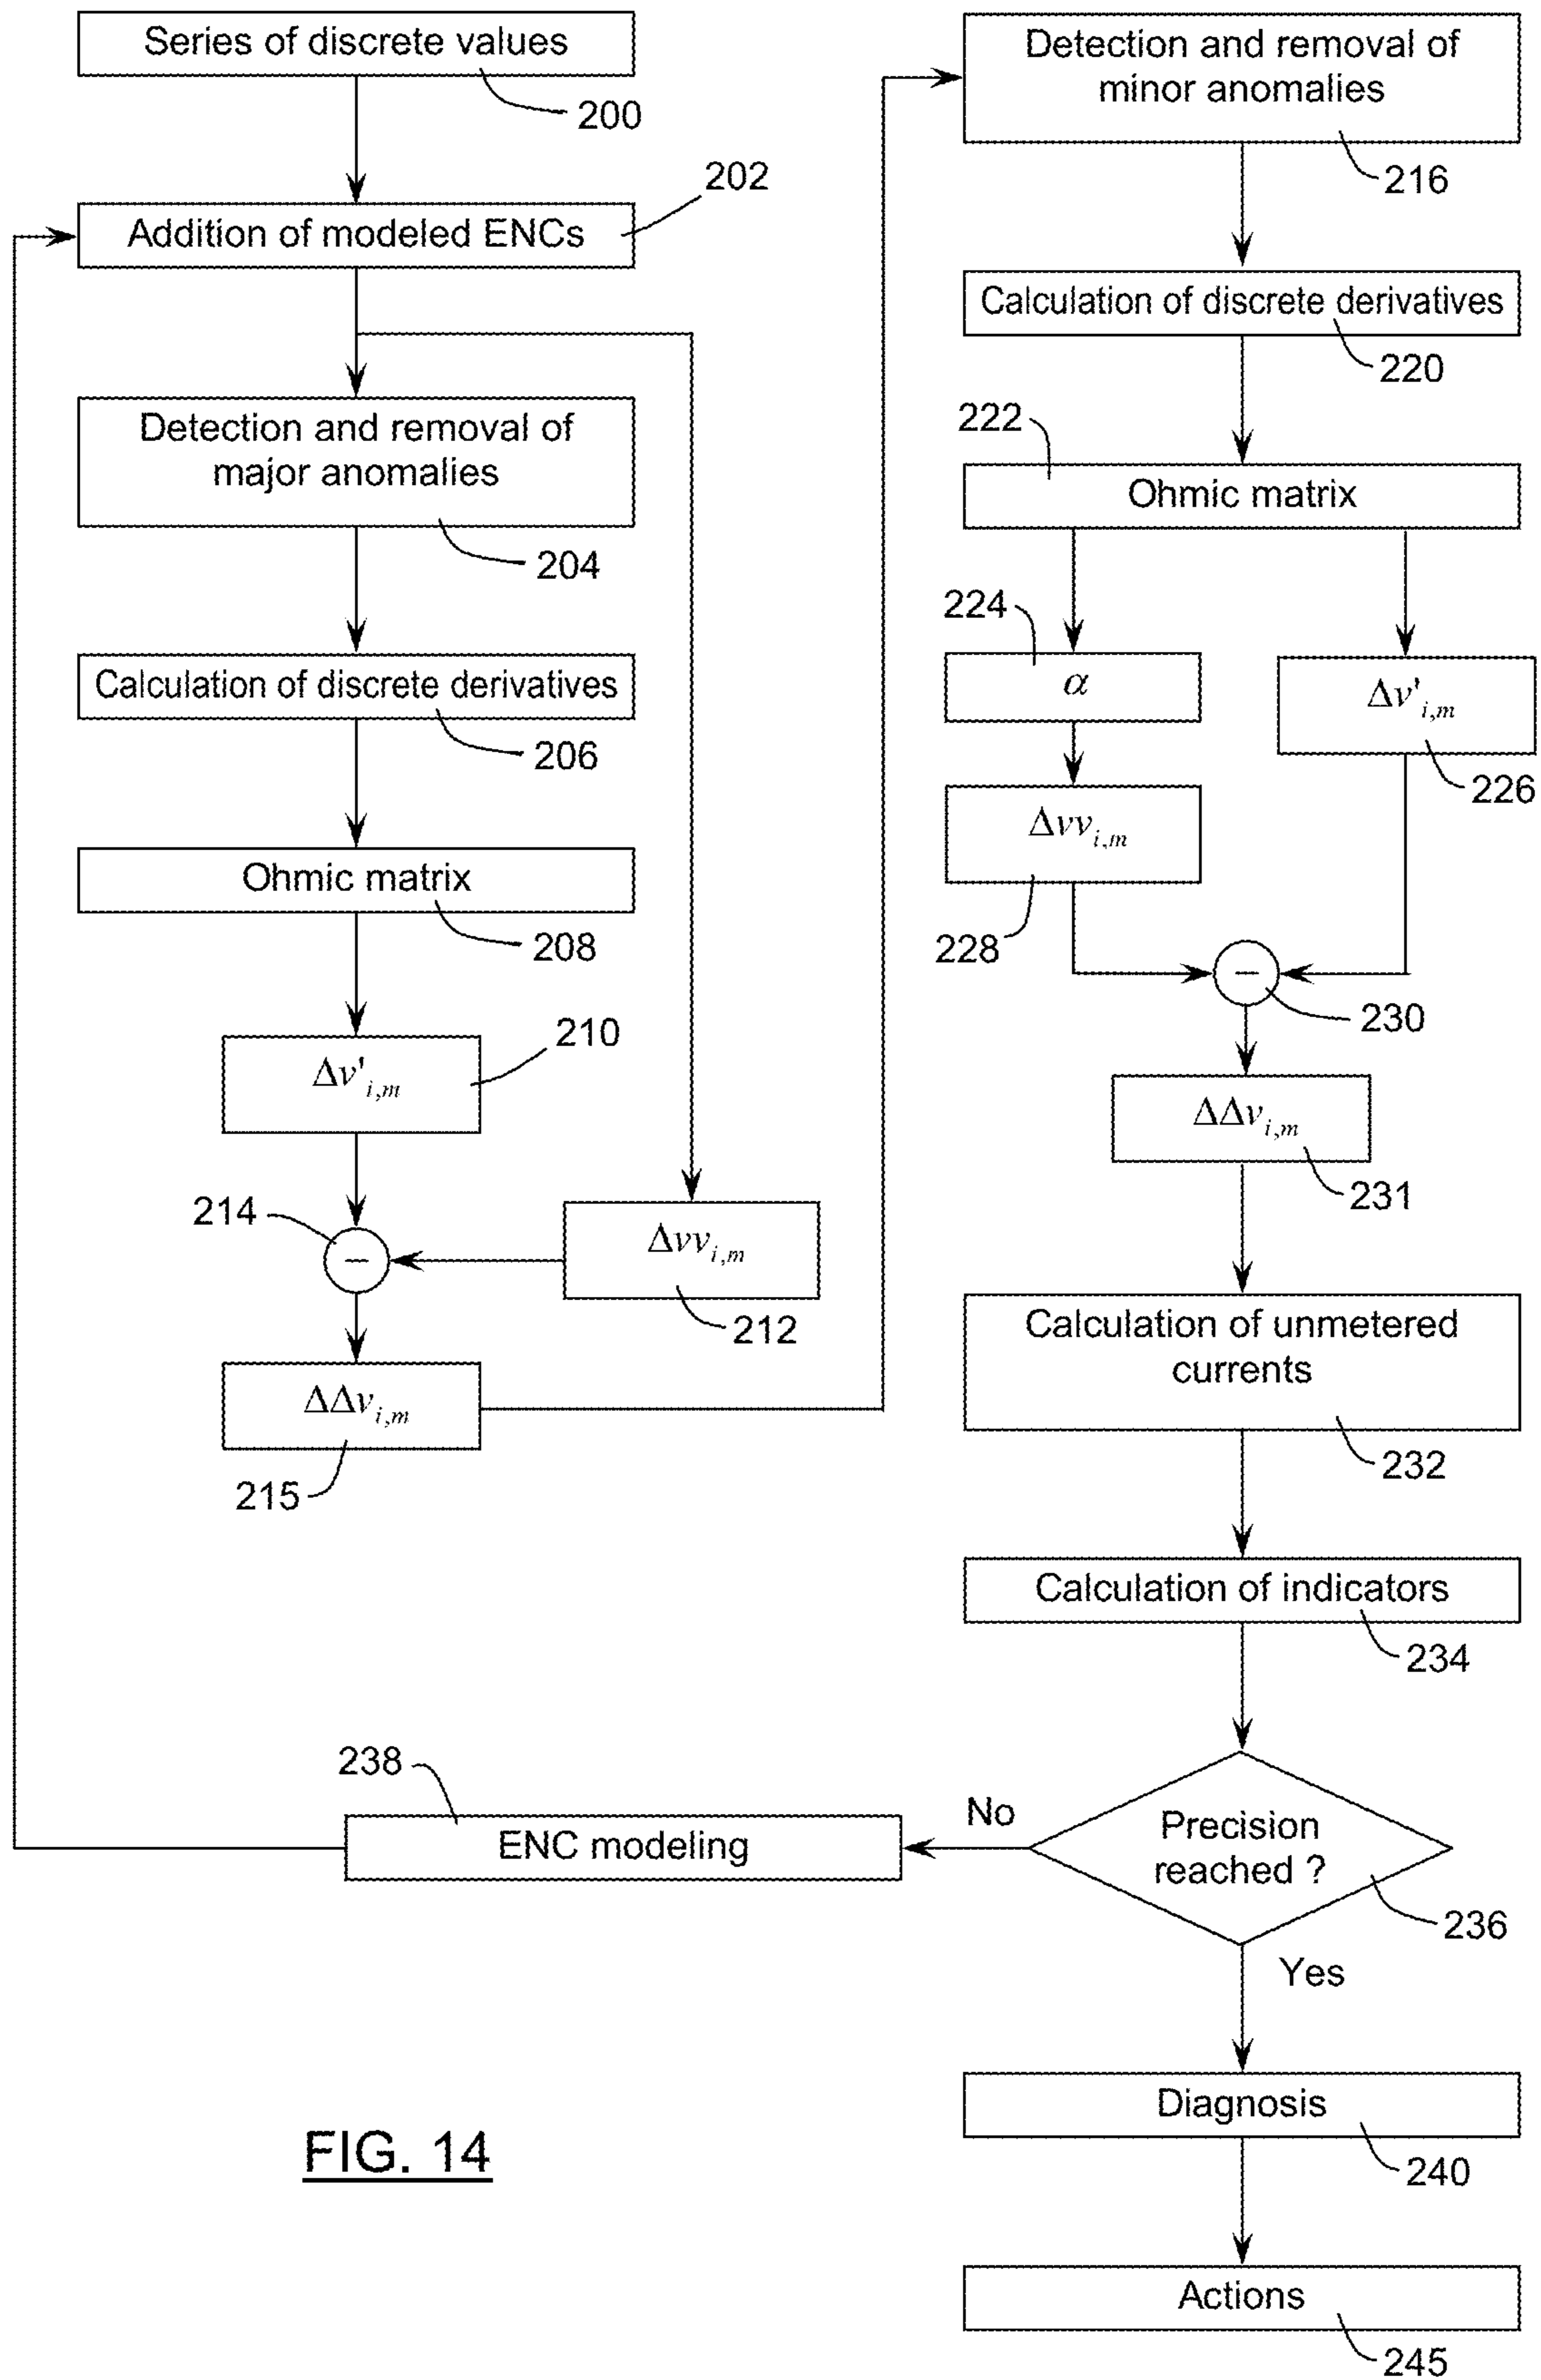 Series of discrete values
200
202
Addition of modeled ENCs
Detection and removal of
major anomalies
204
Calculation of discrete derivatives
206
Ohmic matrix
208
210
Δv'i,m
214
−
Δvvi,m
212
ΔΔvi,m
215
Detection and removal of
minor anomalies
216
Calculation of discrete derivatives
220
222
Ohmic matrix
224
α
Δv'i,m
226
Δvvi,m
228
−
230
ΔΔvi,m
231
Calculation of unmetered
currents
232
Calculation of indicators
234
Precision
reached ?
236
No
238
ENC modeling
Yes
Diagnosis
240
Actions
245
FIG. 14